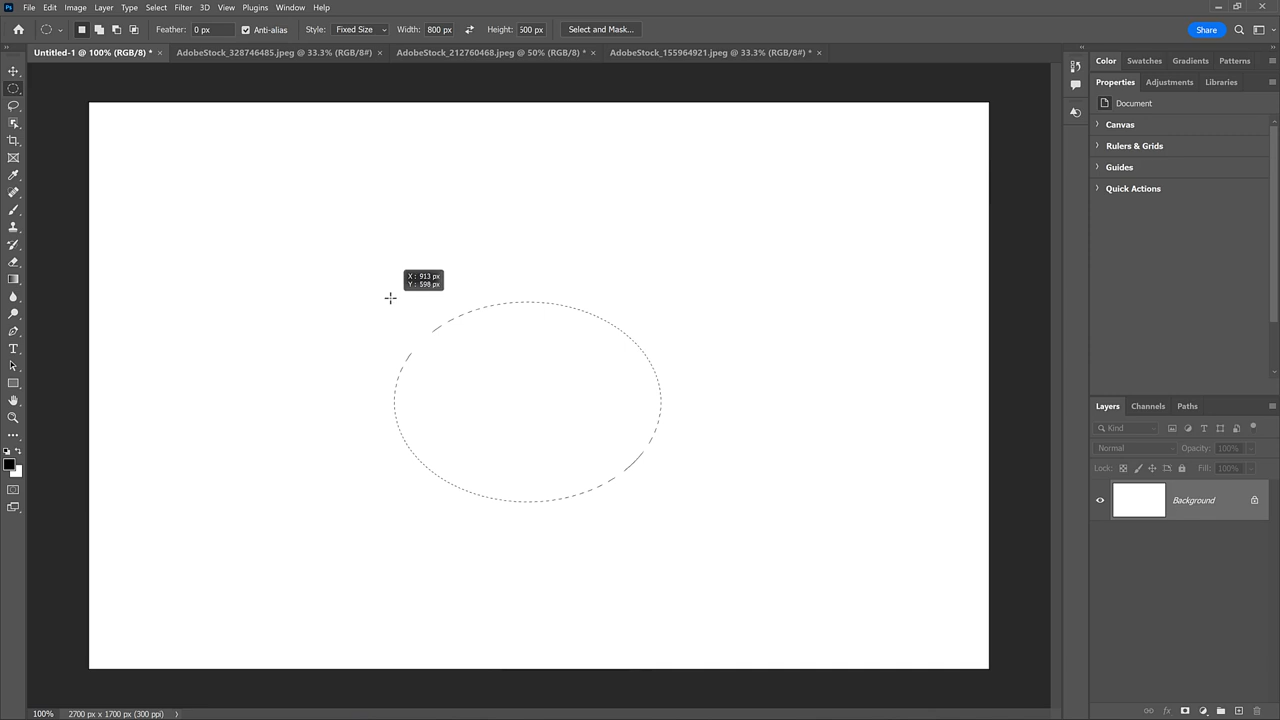 Ps File Edit Image Layer Type Select Filter 3D View Plugins Window Help
Feather: 0 px Anti-alias Style: Fixed Size Width: 800 px Height: 500 px Select and Mask... Share
Untitled-1 @ 100% (RGB/8) * × AdobeStock_328746485.jpeg @ 33.3% (RGB/8#) × AdobeStock_212760468.jpeg @ 50% (RGB/8) * × AdobeStock_155964921.jpeg @ 33.3% (RGB/8#) * ×
Color Swatches Gradients Patterns
Properties Adjustments Libraries
Document
Canvas
Rulers & Grids
Guides
Quick Actions
X : 913 px
Y : 598 px
Layers Channels Paths
Kind
Normal Opacity: 100%
Lock: Fill: 100%
Background
100% 2700 px x 1700 px (300 ppi)